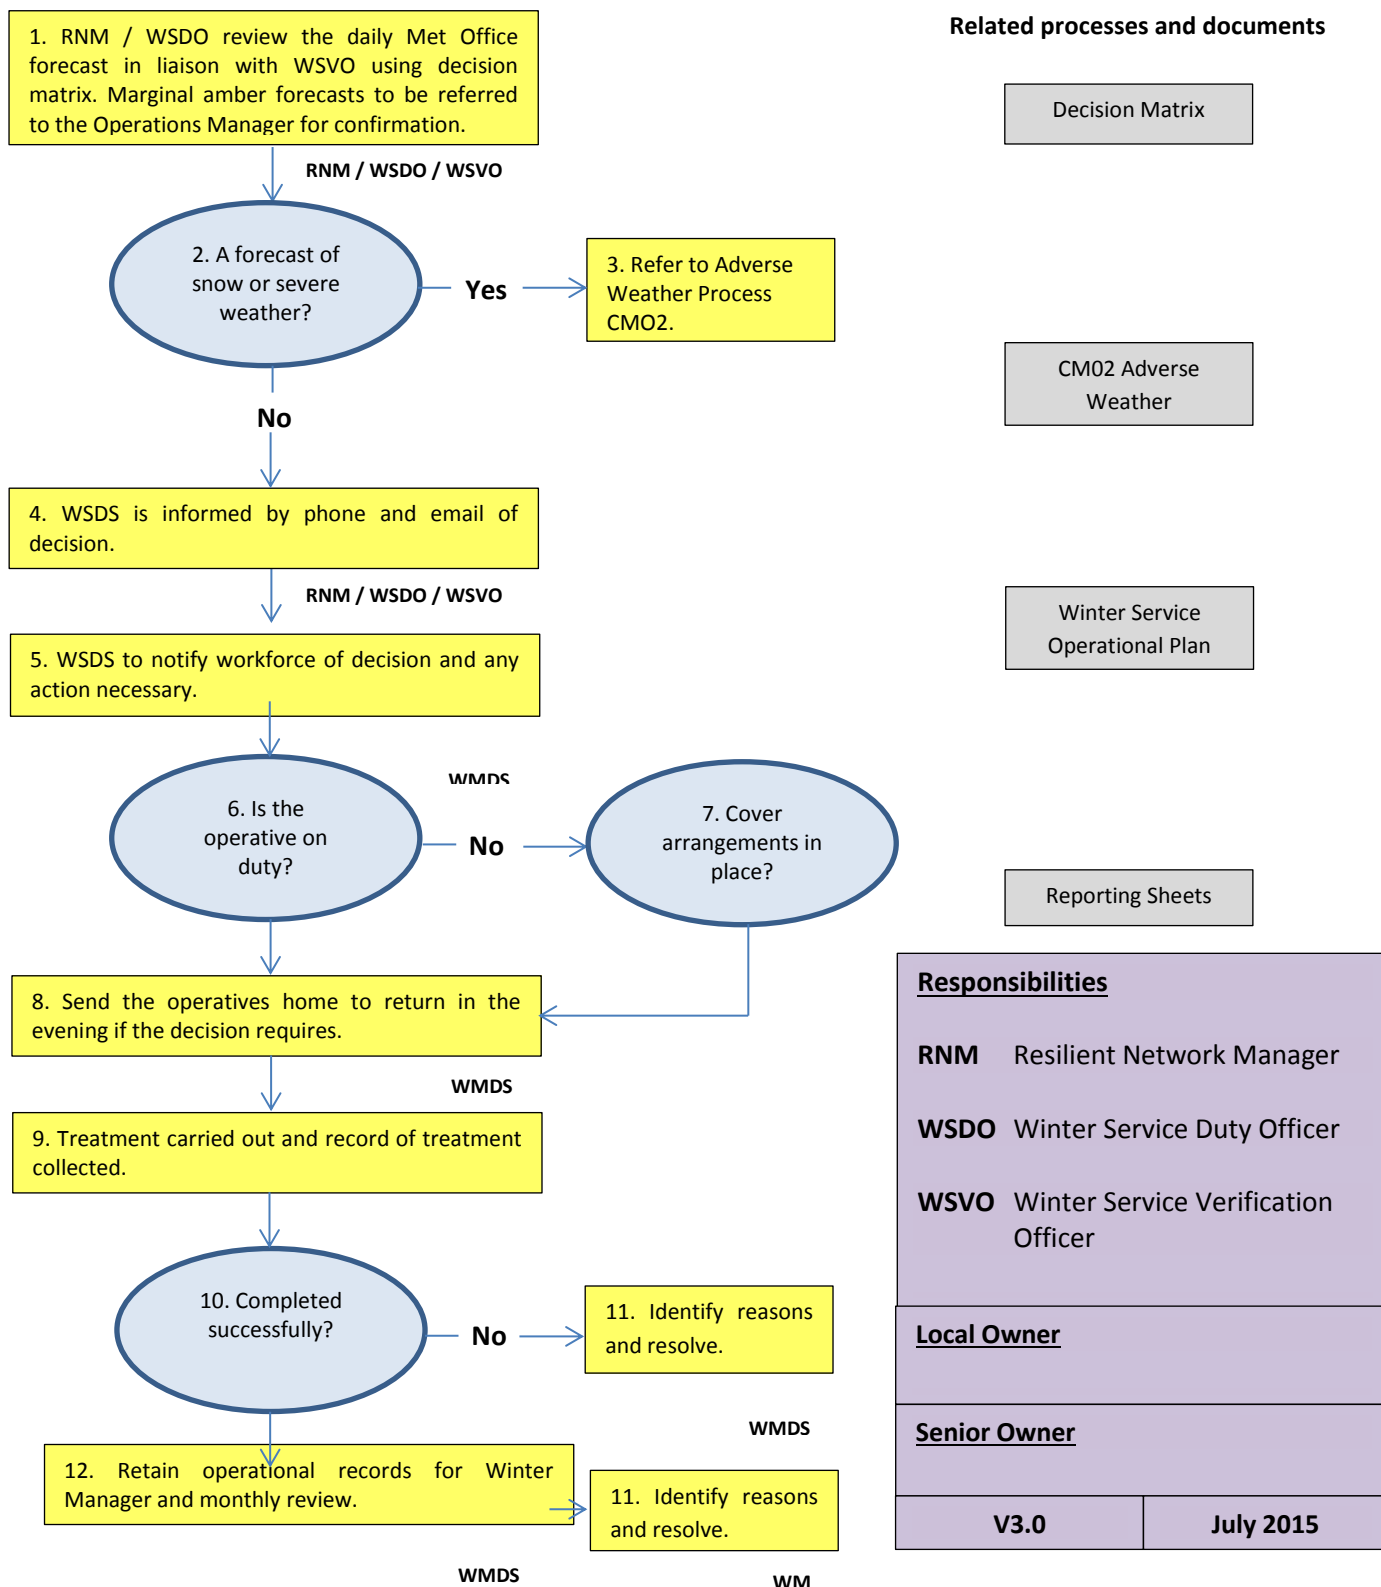 1. RNM / WSDO review the daily Met Office
forecast in liaison with WSVO using decision
matrix. Marginal amber forecasts to be referred
to the Operations Manager for confirmation.
RNM / WSDO / WSVO
2. A forecast of
snow or severe
weather?
Yes
3. Refer to Adverse
Weather Process
CMO2.
No
4. WSDS is informed by phone and email of
decision.
RNM / WSDO / WSVO
5. WSDS to notify workforce of decision and any
action necessary.
WMDS
6. Is the
operative on
duty?
No
7. Cover
arrangements in
place?
8. Send the operatives home to return in the
evening if the decision requires.
WMDS
9. Treatment carried out and record of treatment
collected.
10. Completed
successfully?
No
11. Identify reasons
and resolve.
WMDS
12. Retain operational records for Winter
Manager and monthly review.
11. Identify reasons
and resolve.
WMDS
WM
Related processes and documents
Decision Matrix
CM02 Adverse
Weather
Winter Service
Operational Plan
Reporting Sheets
Responsibilities
RNM Resilient Network Manager
WSDO Winter Service Duty Officer
WSVO Winter Service Verification
Officer
Local Owner
Senior Owner
V3.0 July 2015